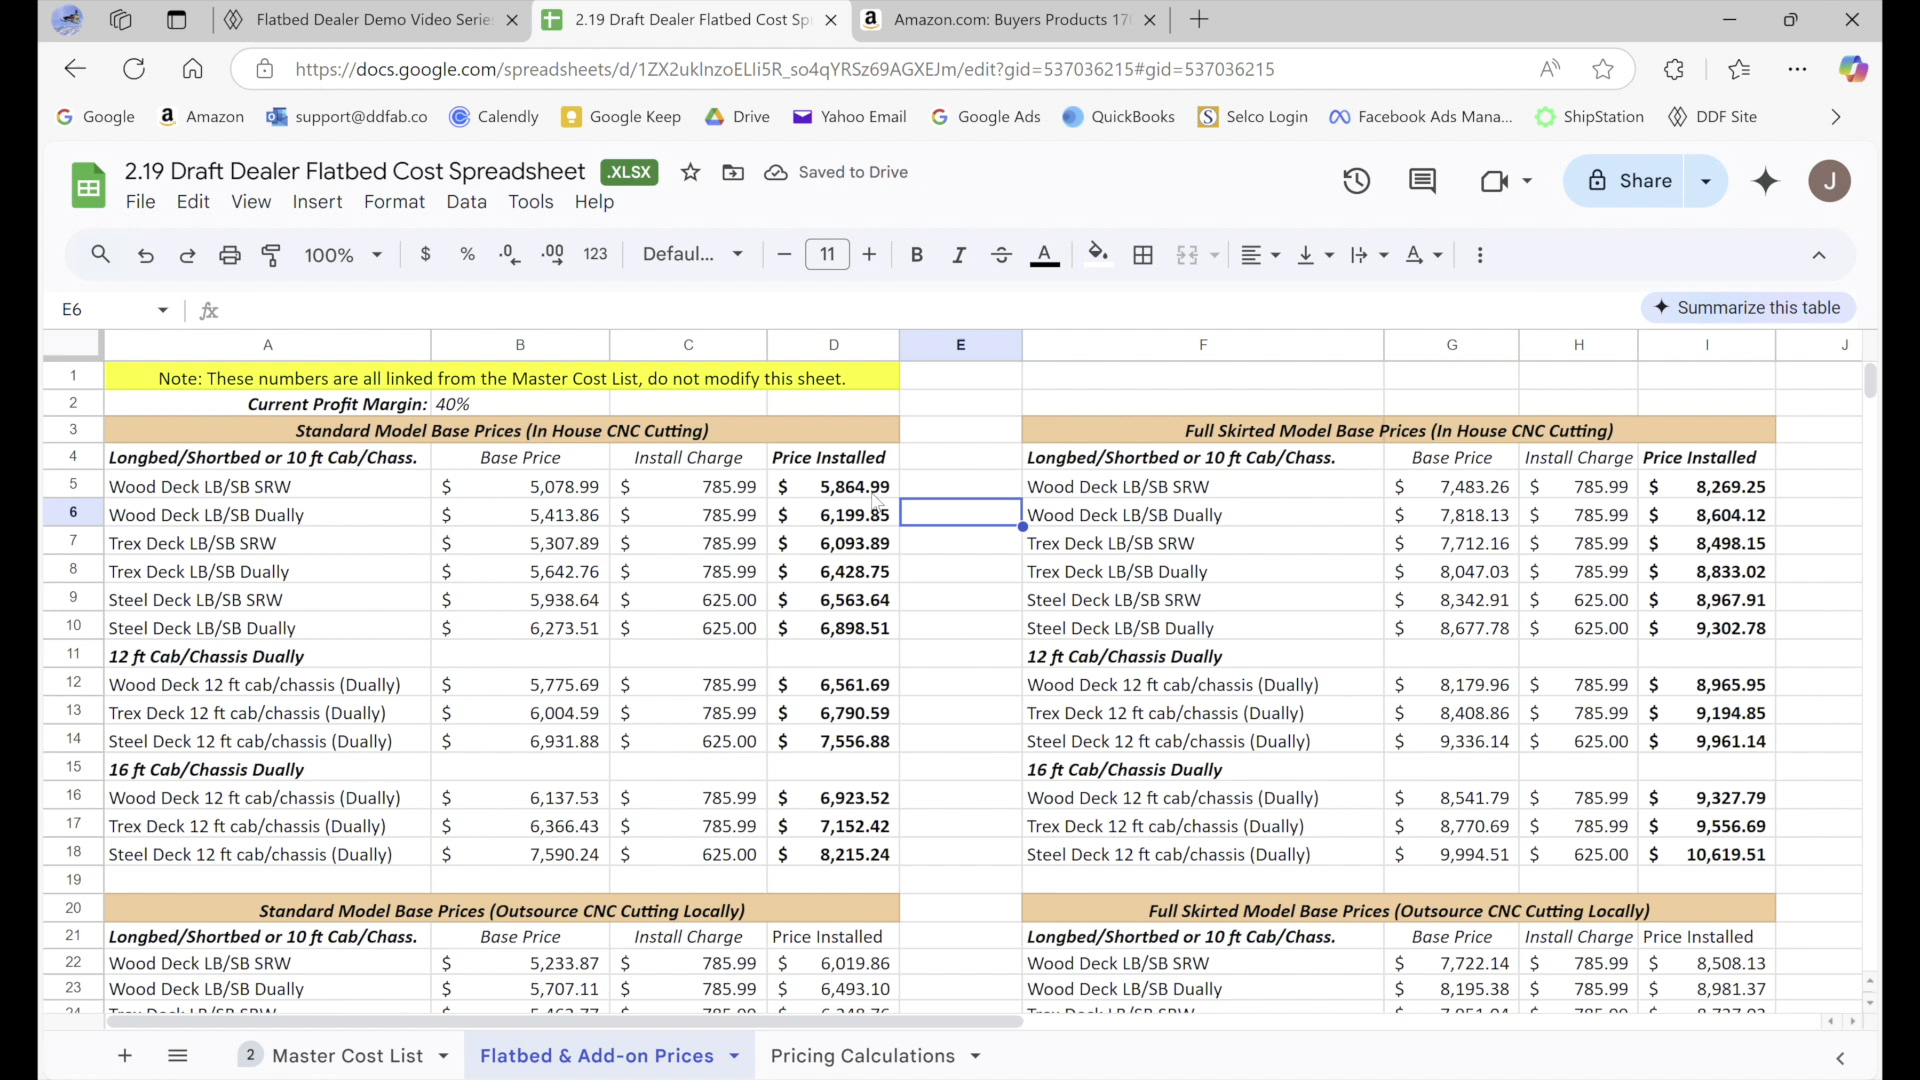 Flatbed Dealer Demo Video Serie
2.19 Draft Dealer Flatbed Cost Sp
Amazon.com: Buyers Products 17
https://docs.google.com/spreadsheets/d/1ZX2uklnzoELIi5R_so4qYRSz69AGXEJm/edit?gid=537036215#gid=537036215
Google Amazon support@ddfab.co Calendly Google Keep Drive Yahoo Email Google Ads QuickBooks Selco Login Facebook Ads Mana... ShipStation DDF Site
2.19 Draft Dealer Flatbed Cost Spreadsheet .XLSX Saved to Drive
Share J
File Edit View Insert Format Data Tools Help
100% $ % .0 .00 123 Defaul... 11 B I A
E6 fx Summarize this table
A B C D E F G H I J
1 Note: These numbers are all linked from the Master Cost List, do not modify this sheet.
2 Current Profit Margin: 40%
3 Standard Model Base Prices (In House CNC Cutting) Full Skirted Model Base Prices (In House CNC Cutting)
4 Longbed/Shortbed or 10 ft Cab/Chass. Base Price Install Charge Price Installed Longbed/Shortbed or 10 ft Cab/Chass. Base Price Install Charge Price Installed
5 Wood Deck LB/SB SRW $ 5,078.99 $ 785.99 $ 5,864.99 Wood Deck LB/SB SRW $ 7,483.26 $ 785.99 $ 8,269.25
6 Wood Deck LB/SB Dually $ 5,413.86 $ 785.99 $ 6,199.85 Wood Deck LB/SB Dually $ 7,818.13 $ 785.99 $ 8,604.12
7 Trex Deck LB/SB SRW $ 5,307.89 $ 785.99 $ 6,093.89 Trex Deck LB/SB SRW $ 7,712.16 $ 785.99 $ 8,498.15
8 Trex Deck LB/SB Dually $ 5,642.76 $ 785.99 $ 6,428.75 Trex Deck LB/SB Dually $ 8,047.03 $ 785.99 $ 8,833.02
9 Steel Deck LB/SB SRW $ 5,938.64 $ 625.00 $ 6,563.64 Steel Deck LB/SB SRW $ 8,342.91 $ 625.00 $ 8,967.91
10 Steel Deck LB/SB Dually $ 6,273.51 $ 625.00 $ 6,898.51 Steel Deck LB/SB Dually $ 8,677.78 $ 625.00 $ 9,302.78
11 12 ft Cab/Chassis Dually 12 ft Cab/Chassis Dually
12 Wood Deck 12 ft cab/chassis (Dually) $ 5,775.69 $ 785.99 $ 6,561.69 Wood Deck 12 ft cab/chassis (Dually) $ 8,179.96 $ 785.99 $ 8,965.95
13 Trex Deck 12 ft cab/chassis (Dually) $ 6,004.59 $ 785.99 $ 6,790.59 Trex Deck 12 ft cab/chassis (Dually) $ 8,408.86 $ 785.99 $ 9,194.85
14 Steel Deck 12 ft cab/chassis (Dually) $ 6,931.88 $ 625.00 $ 7,556.88 Steel Deck 12 ft cab/chassis (Dually) $ 9,336.14 $ 625.00 $ 9,961.14
15 16 ft Cab/Chassis Dually 16 ft Cab/Chassis Dually
16 Wood Deck 12 ft cab/chassis (Dually) $ 6,137.53 $ 785.99 $ 6,923.52 Wood Deck 12 ft cab/chassis (Dually) $ 8,541.79 $ 785.99 $ 9,327.79
17 Trex Deck 12 ft cab/chassis (Dually) $ 6,366.43 $ 785.99 $ 7,152.42 Trex Deck 12 ft cab/chassis (Dually) $ 8,770.69 $ 785.99 $ 9,556.69
18 Steel Deck 12 ft cab/chassis (Dually) $ 7,590.24 $ 625.00 $ 8,215.24 Steel Deck 12 ft cab/chassis (Dually) $ 9,994.51 $ 625.00 $ 10,619.51
19
20 Standard Model Base Prices (Outsource CNC Cutting Locally) Full Skirted Model Base Prices (Outsource CNC Cutting Locally)
21 Longbed/Shortbed or 10 ft Cab/Chass. Base Price Install Charge Price Installed Longbed/Shortbed or 10 ft Cab/Chass. Base Price Install Charge Price Installed
22 Wood Deck LB/SB SRW $ 5,233.87 $ 785.99 $ 6,019.86 Wood Deck LB/SB SRW $ 7,722.14 $ 785.99 $ 8,508.13
23 Wood Deck LB/SB Dually $ 5,707.11 $ 785.99 $ 6,493.10 Wood Deck LB/SB Dually $ 8,195.38 $ 785.99 $ 8,981.37
2 Master Cost List Flatbed & Add-on Prices Pricing Calculations